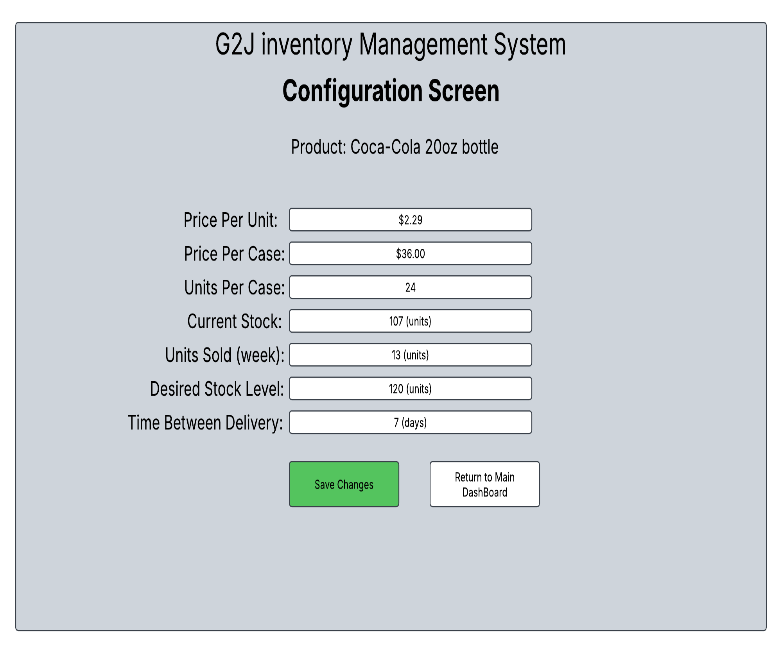 G2J inventory Management System
Configuration Screen
Product: Coca-Cola 20oz bottle
Price Per Unit: $2.29
Price Per Case: $36.00
Units Per Case: 24
Current Stock: 107 (units)
Units Sold (week): 13 (units)
Desired Stock Level: 120 (units)
Time Between Delivery: 7 (days)
Save Changes
Return to Main
DashBoard